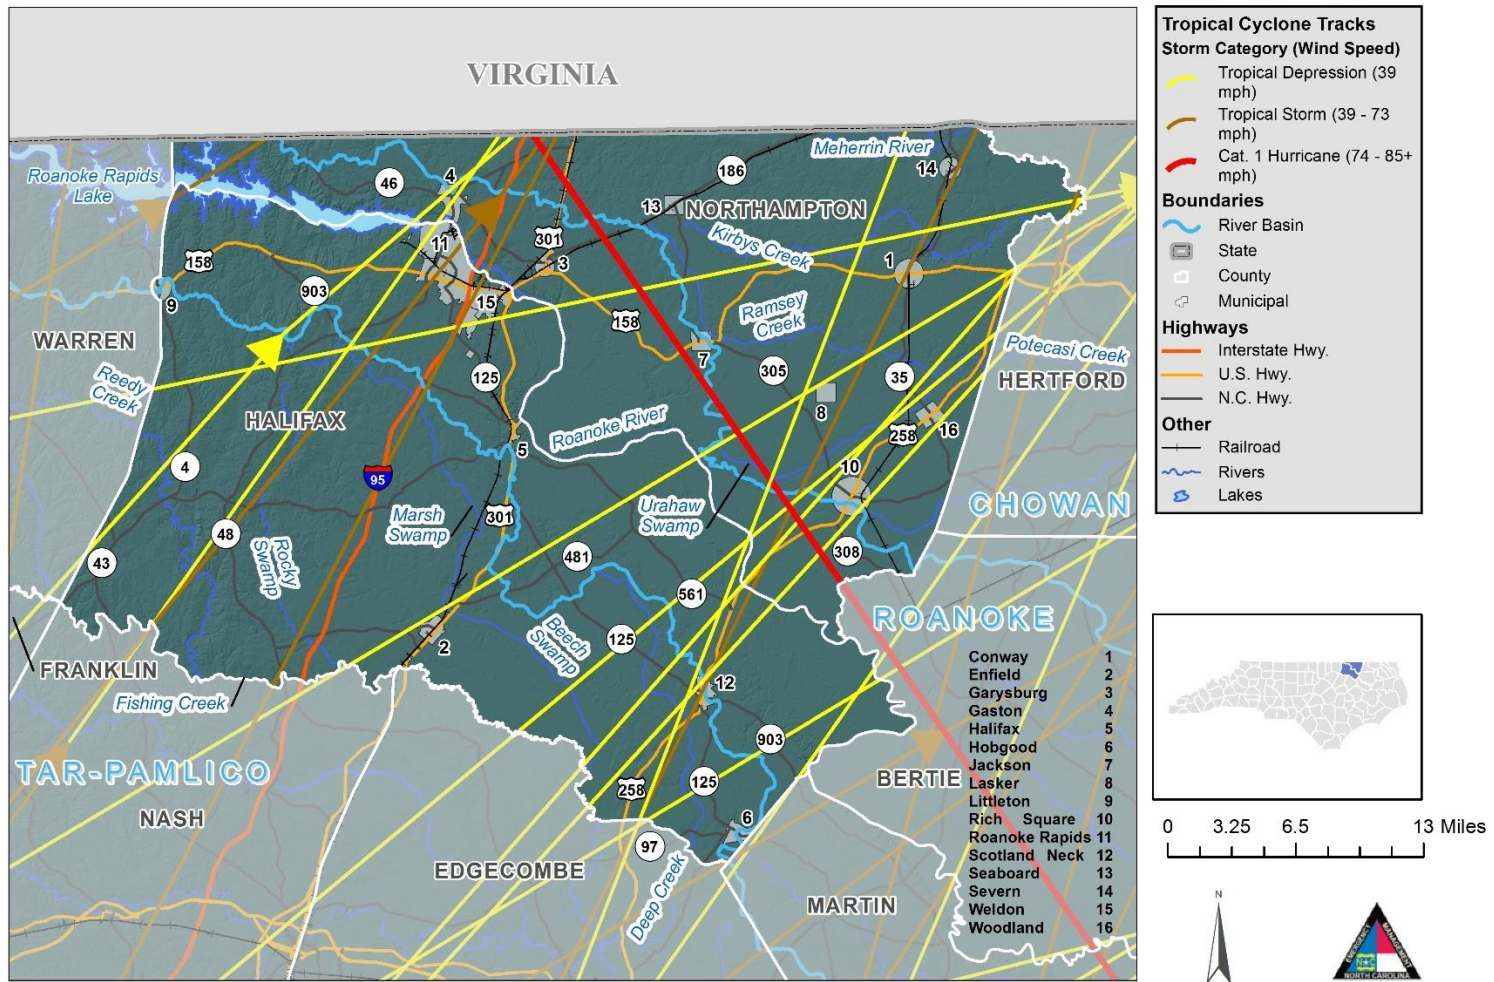 VIRGINIA
Meherrin River
14
186
46
4
Roanoke Rapids
Lake
13
NORTHAMPTON
11
301
Kirbys Creek
158
3
1
9
903
15
Ramsey
Creek
158
WARREN
7
Potecasi Creek
Reedy
Creek
125
305
35
HERTFORD
8
HALIFAX
Roanoke River
16
258
5
4
95
10
CHOWAN
Marsh
Swamp
301
Urahaw
Swamp
48
Rocky
Swamp
481
308
43
561
ROANOKE
125
Beech
Swamp
2
FRANKLIN
Fishing Creek
12
903
TAR-PAMLICO
258
125
BERTIE
NASH
6
97
EDGECOMBE
Deep Creek
MARTIN
Conway 1
Enfield 2
Garysburg 3
Gaston 4
Halifax 5
Hobgood 6
Jackson 7
Lasker 8
Littleton 9
Rich Square 10
Roanoke Rapids 11
Scotland Neck 12
Seaboard 13
Severn 14
Weldon 15
Woodland 16
Tropical Cyclone Tracks
Storm Category (Wind Speed)
Tropical Depression (39
mph)
Tropical Storm (39 - 73
mph)
Cat. 1 Hurricane (74 - 85+
mph)
Boundaries
River Basin
State
County
Municipal
Highways
Interstate Hwy.
U.S. Hwy.
N.C. Hwy.
Other
Railroad
Rivers
Lakes
0 3.25 6.5 13 Miles
N
EMERGENCY
MANAGEMENT
N C
NORTH CAROLINA